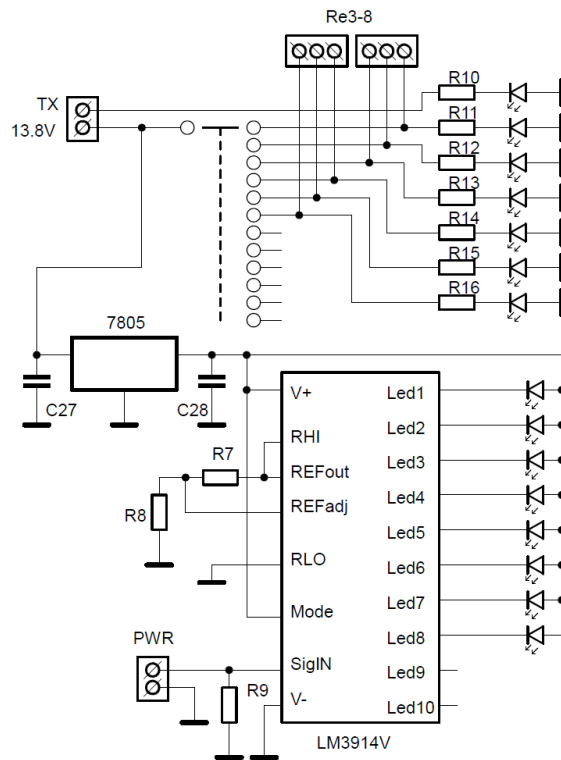 Re3-8
TX
13.8V
R10
R11
R12
R13
R14
R15
R16
7805
C27
C28
V+
Led1
RHI
Led2
R7
REFout
Led3
R8
REFadj
Led4
Led5
RLO
Led6
Led7
Mode
Led8
PWR
SigIN
Led9
R9
V-
Led10
LM3914V